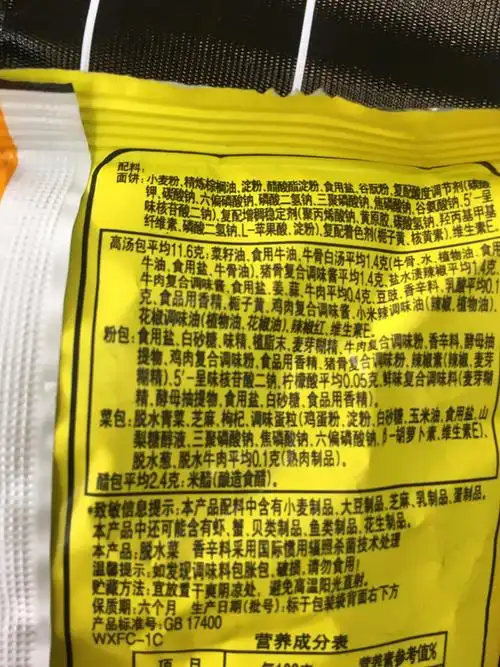 配料:
面饼:小麦粉,精炼棕榈油,淀粉,醋酸酯淀粉,食用盐,谷朊粉,复配酸度调节剂(碳酸
钾,碳酸钠,六偏磷酸钠,磷酸二氢钠,三聚磷酸钠,焦磷酸钠,谷氨酸钠,5'-呈
味核苷酸二钠),复配增稠稳定剂(聚丙烯酸钠,黄原胶,碳酸氢钠,羟丙基甲基
纤维素,磷酸二氢钠,L-苹果酸,淀粉),复配着色剂(栀子黄,核黄素),维生素E。
高汤包平均11.6克:菜籽油,食用牛油,牛骨白汤平均1.4克(牛骨,水,植物油,食用
牛油,食用盐,牛骨油),猪骨复合调味酱平均1.4克,盐水渍辣椒平均1.4克
牛肉复合调味酱,食用盐,姜,蒜,牛肉平均0.4克,豆豉,香辛料,乳酸平均0.1
克,食品用香精,栀子黄,鸡肉复合调味酱,小米辣调味油(辣椒,植物油),
花椒调味油(植物油,花椒油),辣椒红,维生素E。
粉包:食用盐,白砂糖,味精,植脂末,麦芽糊精,牛肉复合调味粉,香辛料,酵母抽
提物,鸡肉复合调味粉,食品用香精,猪骨复合调味粉,辣椒素(辣椒,麦芽
糊精),5'-呈味核苷酸二钠,柠檬酸平均0.05克,鲜味复合调味料(麦芽糊
精,酵母抽提物,食用盐,白砂糖,食品用香精)。
菜包:脱水青菜,芝麻,枸杞,调味蛋粒(鸡蛋粉,淀粉,白砂糖,玉米油,食用盐,山
梨糖醇液,三聚磷酸钠,焦磷酸钠,六偏磷酸钠,β-胡萝卜素,维生素E),
脱水葱,脱水牛肉平均0.1克(熟肉制品)。
醋包平均2.4克:米醋(酿造食醋)。
*致敏信息提示:本产品配料中含有小麦制品,大豆制品,芝麻,乳制品,蛋制品。
本产品中还可能含有虾,蟹,贝类制品,鱼类制品,花生制品。
本产品:脱水菜 香辛料采用国际惯用辐照杀菌技术处理
温馨提示:如发现调味料包胀包,破损,请勿食用!
贮藏方法:宜放置于爽阴凉处,避免高温阳光直射。
保质期:六个月 生产日期(批号):标于包装袋背面右下方
产品标准号:GB 17400
WXFC-1C
营养成分表
项目 每100克 营养素参考值%